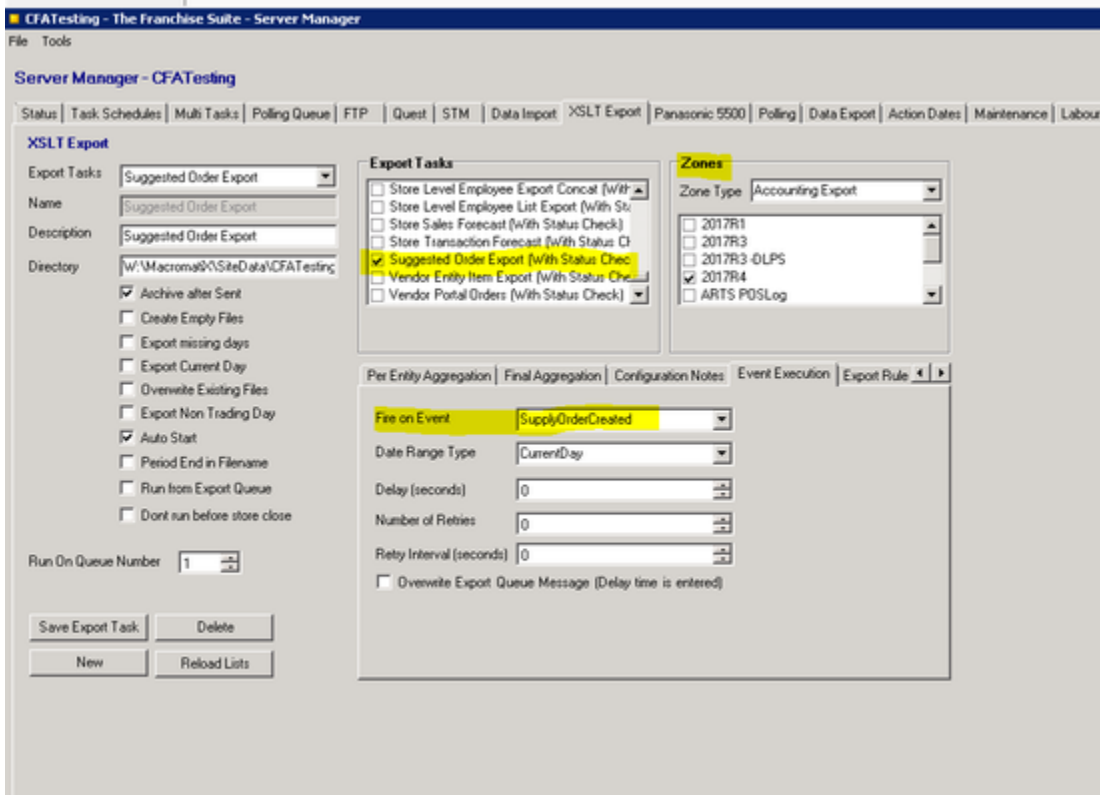 CFATesting - The Franchise Suite - Server Manager
File Tools
Server Manager - CFATesting
Status Task Schedules Multi Tasks Polling Queue FTP Quest STM Data Import XSLT Export Panasonic 5500 Polling Data Export Action Dates Maintenance Labour
XSLT Export
Export Tasks Suggested Order Export
Name Suggested Order Export
Description Suggested Order Export
Directory W:\MacromatiX\SiteData\CFATesting
Archive after Sent
Create Empty Files
Export missing days
Export Current Day
Overwrite Existing Files
Export Non Trading Day
Auto Start
Period End in Filename
Run from Export Queue
Dont run before store close
Run On Queue Number 1
Save Export Task Delete
New Reload Lists
Export Tasks
Store Level Employee Export Concat (With
Store Level Employee List Export (With Sta
Store Sales Forecast (With Status Check)
Store Transaction Forecast (With Status Ch
Suggested Order Export (With Status Chec
Vendor Entity Item Export (With Status Che
Vendor Portal Orders (With Status Check)
Zones
Zone Type Accounting Export
2017R1
2017R3
2017R3 -DLPS
2017R4
ARTS POSLog
Per Entity Aggregation Final Aggregation Configuration Notes Event Execution Export Rule
Fire on Event SupplyOrderCreated
Date Range Type CurrentDay
Delay (seconds) 0
Number of Retries 0
Retry Interval (seconds) 0
Overwrite Export Queue Message (Delay time is entered)